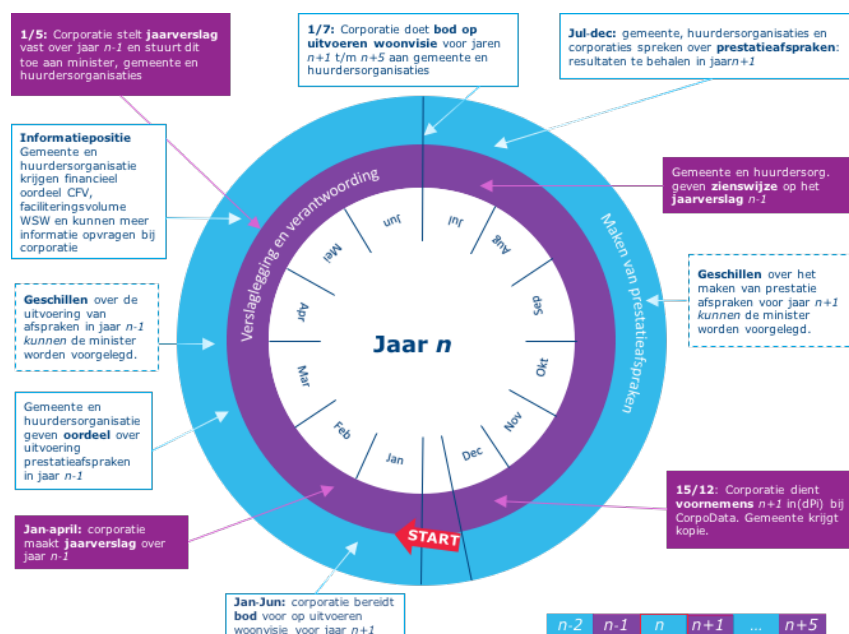 1/5: Corporatie stelt jaarverslag
vast over jaar n-1 en stuurt dit
toe aan minister, gemeente en
huurdersorganisaties
1/7: Corporatie doet bod op
uitvoeren woonvisie voor jaren
n+1 t/m n+5 aan gemeente en
huurdersorganisaties
Jul-dec: gemeente, huurdersorganisaties en
corporaties spreken over prestatieafspraken:
resultaten te behalen in jaarn+1
Informatiepositie
Gemeente en
huurdersorganisatie
krijgen financieel
oordeel CFV,
faciliteringsvolume
WSW en kunnen meer
informatie opvragen bij
corporatie
Gemeente en huurdersorg.
geven zienswijze op het
jaarverslag n-1
Geschillen over de
uitvoering van
afspraken in jaar n-1
kunnen de minister
worden voorgelegd.
Geschillen over het
maken van prestatie
afspraken voor jaar n+1
kunnen de minister
worden voorgelegd.
Gemeente en
huurdersorganisatie
geven oordeel over
uitvoering
prestatieafspraken
in jaar n-1
Jan-april: corporatie
maakt jaarverslag over
jaar n-1
15/12: Corporatie dient
voornemens n+1 in(dPi) bij
CorpoData. Gemeente krijgt
kopie.
Jan-Jun: corporatie bereidt
bod voor op uitvoeren
woonvisie voor jaar n+1
Verslaglegging en verantwoording
Maken van prestatieafspraken
Jaar n
Jan
Feb
Mar
Apr
Mei
Jun
Jul
Aug
Sep
Okt
Nov
Dec
START
n-2 n-1 n n+1 ... n+5